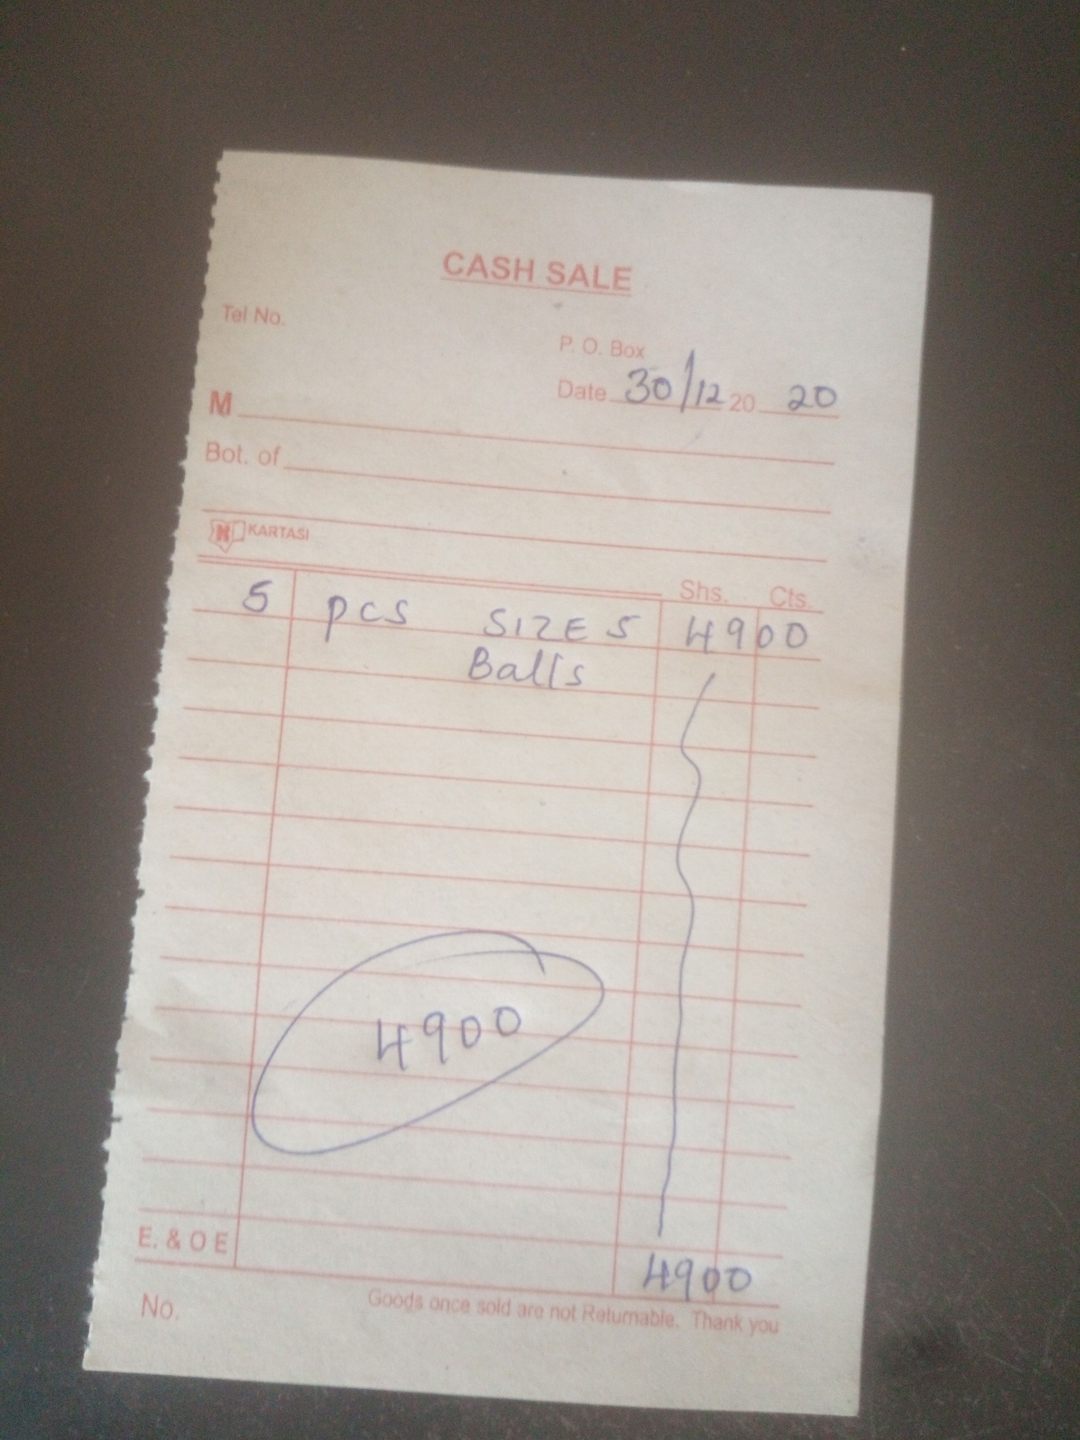 CASH SALE
Tel No.
P. O. Box
Date 30/12 20 20
M
Bot. of
KARTASI
Shs. Cts.
5 pcs SIZE 5 4900
Balls
4900
E. & O E
4900
No.
Goods once sold are not Returnable. Thank you